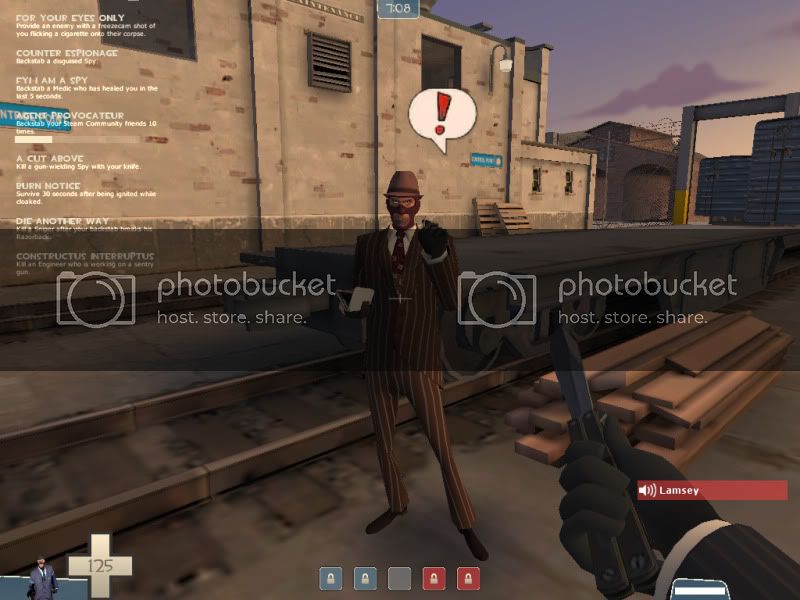 MAINTENANCE
7:08
FOR YOUR EYES ONLY
Provide an enemy with a freezecam shot of
you flicking a cigarette onto their corpse.
COUNTER ESPIONAGE
Backstab a disguised Spy
FYI I AM A SPY
Backstab a Medic who has healed you in the
last 5 seconds.
AGENT PROVOCATEUR
Backstab your Steam Community friends 10
times.
A CUT ABOVE
Kill a gun-wielding Spy with your knife.
BURN NOTICE
Survive 30 seconds after being ignited while
cloaked.
DIE ANOTHER WAY
Kill a Sniper after your backstab breaks his
Razorback.
CONSTRUCTUS INTERRUPTUS
Kill an Engineer who is working on a sentry
gun.
!
photobucket
host. store. share.
photobucket
host. store. share.
Lamsey
125